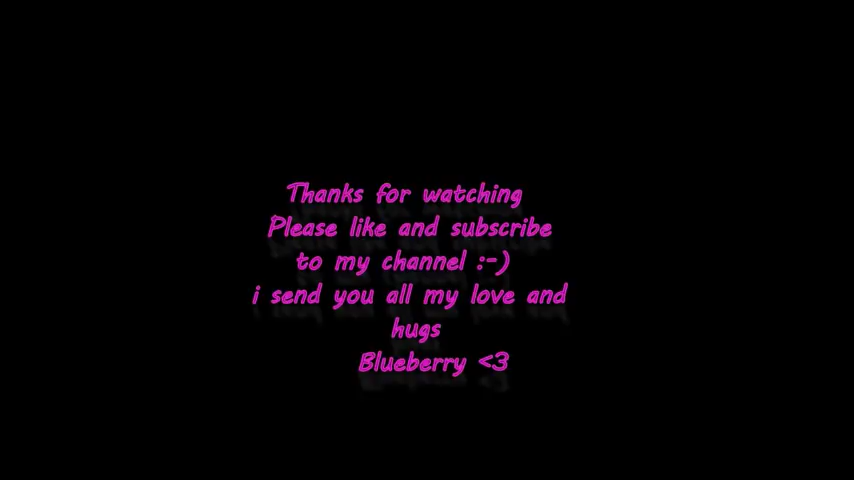 Thanks for watching
Please like and subscribe
to my channel :-)
i send you all my love and
hugs
Blueberry <3